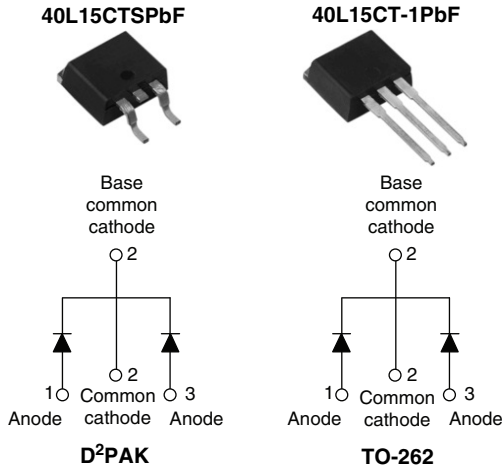 40L15CTSPbF
40L15CT-1PbF
Base
common
cathode
2
1
2
3
Anode
Common
cathode
Anode
D²PAK
Base
common
cathode
2
1
2
3
Anode
Common
cathode
Anode
TO-262